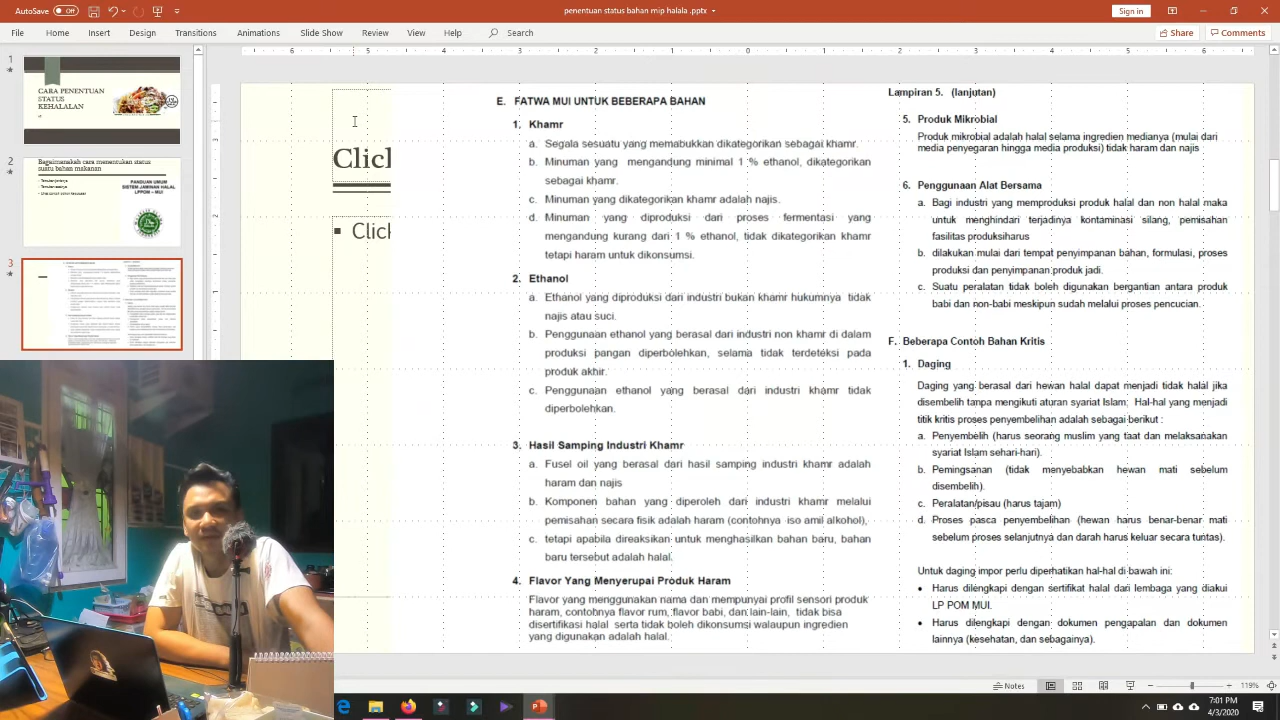 AutoSave Off
penentuan status bahan mip halala .pptx
Sign in
File Home Insert Design Transitions Animations Slide Show Review View Help Search
Share Comments
CARA PENENTUAN
STATUS
KEHALALAN
Bagaimanakah cara menentukan status
suatu bahan makanan
PANDUAN UMUM
SISTEM JAMINAN HALAL
LPPOM – MUI
Click
Click
E. FATWA MUI UNTUK BEBERAPA BAHAN
1. Khamr
a. Segala sesuatu yang memabukkan dikategorikan sebagai khamr.
b. Minuman yang mengandung minimal 1 % ethanol, dikategorikan
sebagai khamr.
c. Minuman yang dikategorikan khamr adalah najis.
d. Minuman yang diproduksi dari proses fermentasi yang
mengandung kurang dari 1 % ethanol, tidak dikategorikan khamr
tetapi haram untuk dikonsumsi.
2. Ethanol
a. Ethanol yang diproduksi dari industri bukan khamr hukumnya tidak
najis atau suci.
b. Penggunaan ethanol yang berasal dari industri non khamr di dalam
produksi pangan diperbolehkan, selama tidak terdeteksi pada
produk akhir.
c. Penggunaan ethanol yang berasal dari industri khamr tidak
diperbolehkan.
3. Hasil Samping Industri Khamr
a. Fusel oil yang berasal dari hasil samping industri khamr adalah
haram dan najis
b. Komponen bahan yang diperoleh dari industri khamr melalui
pemisahan secara fisik adalah haram (contohnya iso amil alkohol),
c. tetapi apabila direaksikan untuk menghasilkan bahan baru, bahan
baru tersebut adalah halal.
4. Flavor Yang Menyerupai Produk Haram
Flavor yang menggunakan nama dan mempunyai profil sensori produk
haram, contohnya flavor rum, flavor babi, dan lain-lain, tidak bisa
disertifikasi halal serta tidak boleh dikonsumsi walaupun ingredien
yang digunakan adalah halal.
Lampiran 5. (lanjutan)
5. Produk Mikrobial
Produk mikrobial adalah halal selama ingredien medianya (mulai dari
media penyegaran hingga media produksi) tidak haram dan najis
6. Penggunaan Alat Bersama
a. Bagi industri yang memproduksi produk halal dan non halal maka
untuk menghindari terjadinya kontaminasi silang, pemisahan
fasilitas produksiharus
b. dilakukan mulai dari tempat penyimpanan bahan, formulasi, proses
produksi dan penyimpanan produk jadi.
c. Suatu peralatan tidak boleh digunakan bergantian antara produk
babi dan non-babi meskipun sudah melalui proses pencucian.
F. Beberapa Contoh Bahan Kritis
1. Daging
Daging yang berasal dari hewan halal dapat menjadi tidak halal jika
disembelih tanpa mengikuti aturan syariat Islam. Hal-hal yang menjadi
titik kritis proses penyembelihan adalah sebagai berikut :
a. Penyembelih (harus seorang muslim yang taat dan melaksanakan
syariat Islam sehari-hari).
b. Pemingsanan (tidak menyebabkan hewan mati sebelum
disembelih).
c. Peralatan/pisau (harus tajam)
d. Proses pasca penyembelihan (hewan harus benar-benar mati
sebelum proses selanjutnya dan darah harus keluar secara tuntas).
Untuk daging impor perlu diperhatikan hal-hal di bawah ini:
• Harus dilengkapi dengan sertifikat halal dari lembaga yang diakui
LP POM MUI.
• Harus dilengkapi dengan dokumen pengapalan dan dokumen
lainnya (kesehatan, dan sebagainya).
Notes
119%
7:01 PM
4/3/2020